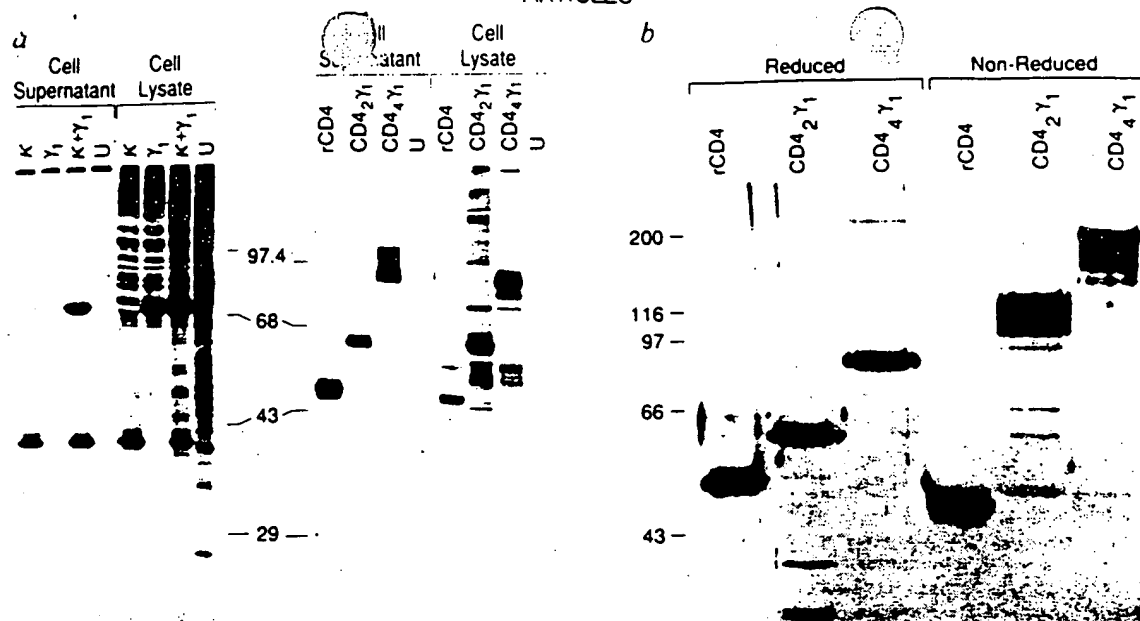 a
b
Cell
Supernatant
Cell
Lysate
κ
γ1
κ+γ1
U
κ
γ1
κ+γ1
U
97.4
68
43
29
Cell
Lysate
rCD4
CD4₂γ₁
CD4₄γ₁
U
rCD4
CD4₂γ₁
CD4₄γ₁
U
Reduced
Non-Reduced
rCD4
CD4₂γ₁
CD4₄γ₁
rCD4
CD4₂γ₁
CD4₄γ₁
200
116
97
66
43